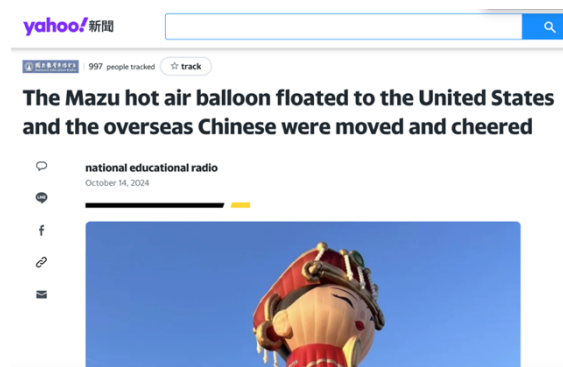 yahoo!新聞
997 people tracked ☆ track
The Mazu hot air balloon floated to the United States
and the overseas Chinese were moved and cheered
national educational radio
October 14, 2024
LINE